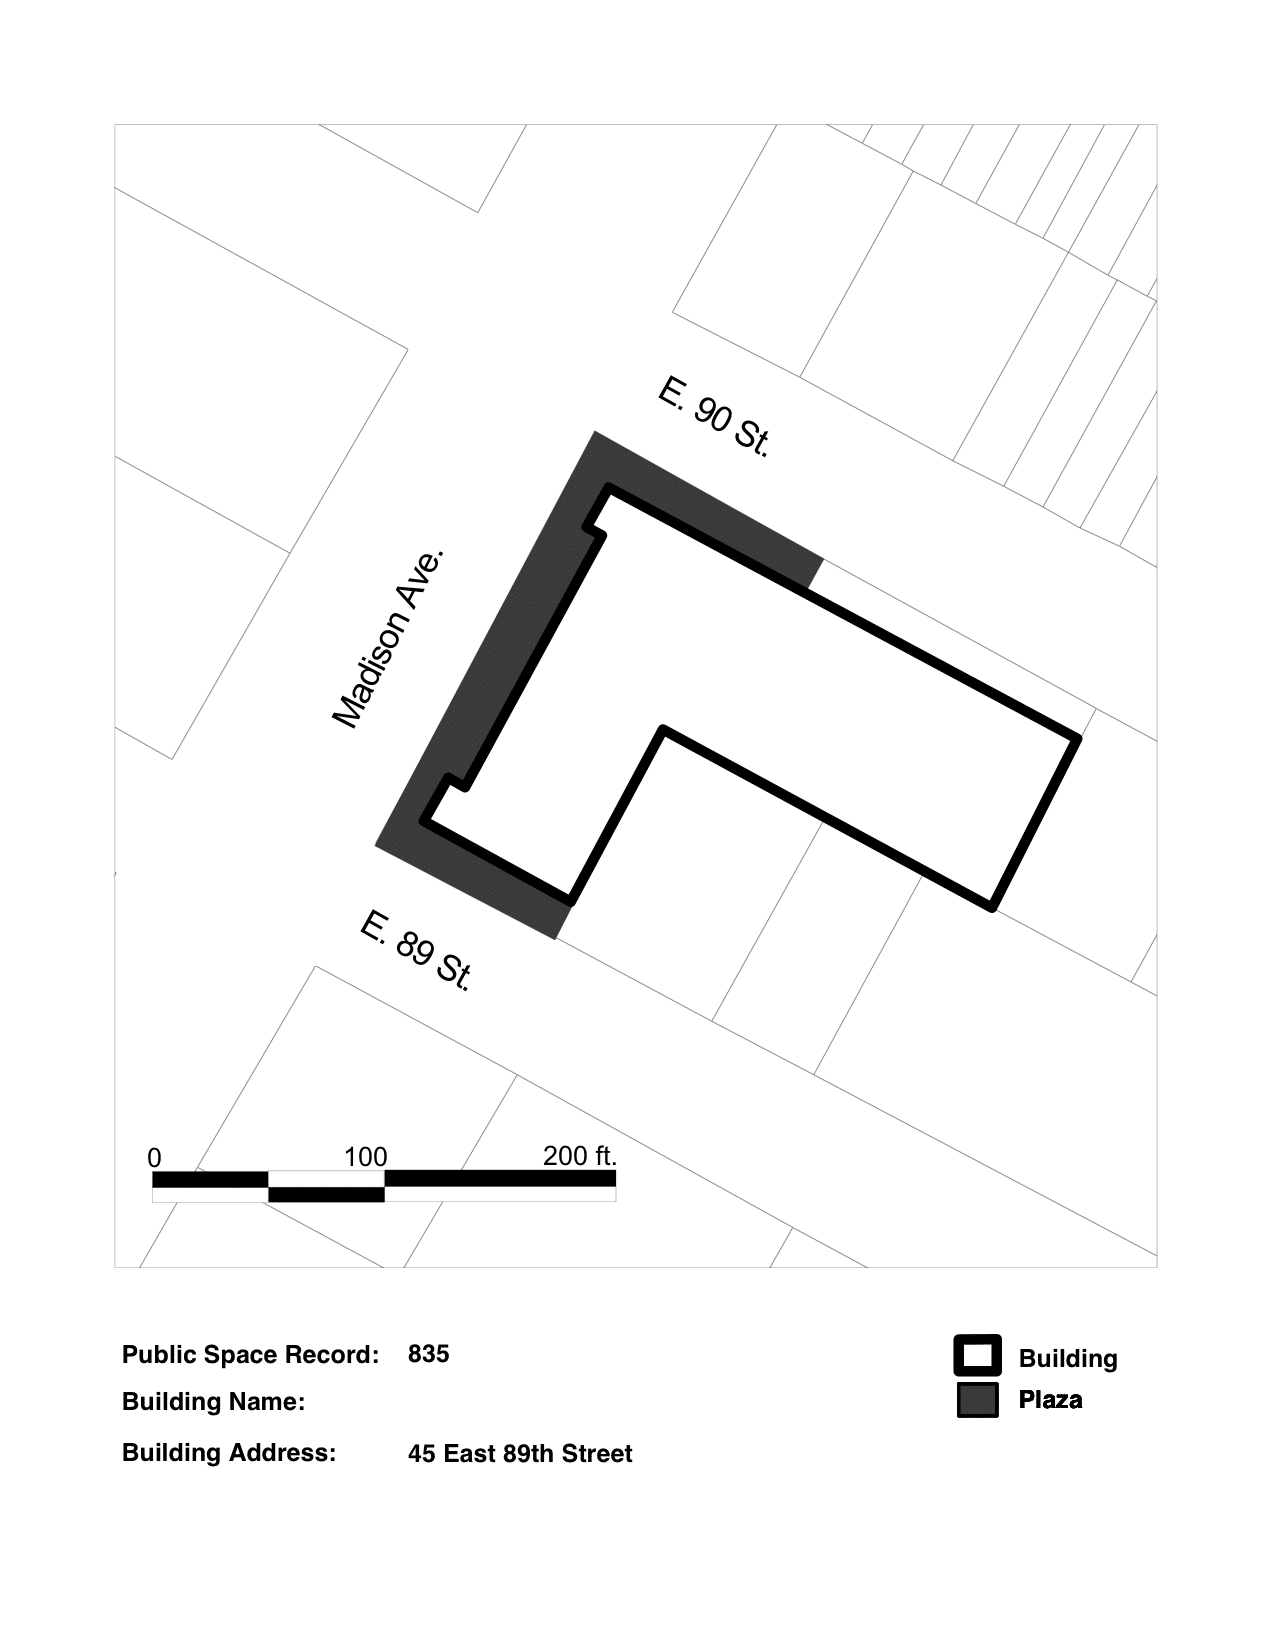 E. 90 St.
Madison Ave.
E. 89 St.
0 100 200 ft.
Public Space Record: 835
Building Name:
Building Address: 45 East 89th Street
Building
Plaza